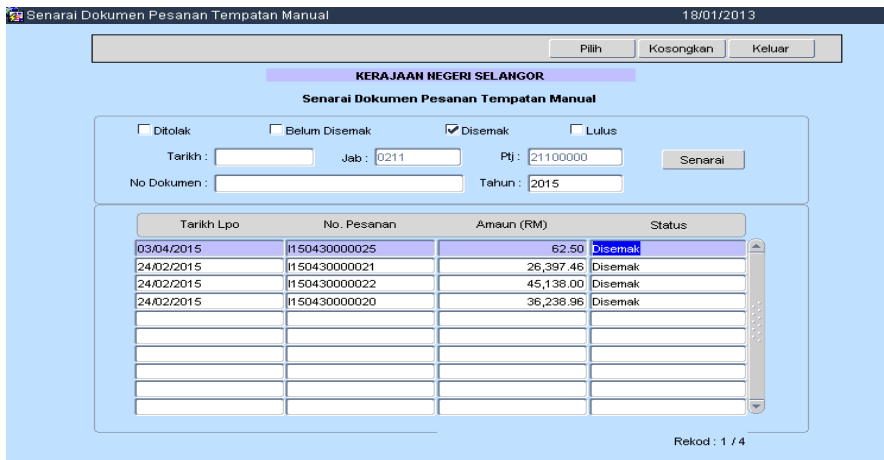 Senarai Dokumen Pesanan Tempatan Manual 18/01/2013
Pilih Kosongkan Keluar
KERAJAAN NEGERI SELANGOR
Senarai Dokumen Pesanan Tempatan Manual
Ditolak Belum Disemak Disemak Lulus
Tarikh : Jab : 0211 Ptj : 21100000 Senarai
No Dokumen : Tahun : 2015
Tarikh Lpo No. Pesanan Amaun (RM) Status
03/04/2015 I150430000025 62.50 Disemak
24/02/2015 I150430000021 26,397.46 Disemak
24/02/2015 I150430000022 45,138.00 Disemak
24/02/2015 I150430000020 36,238.96 Disemak
Rekod : 1 / 4